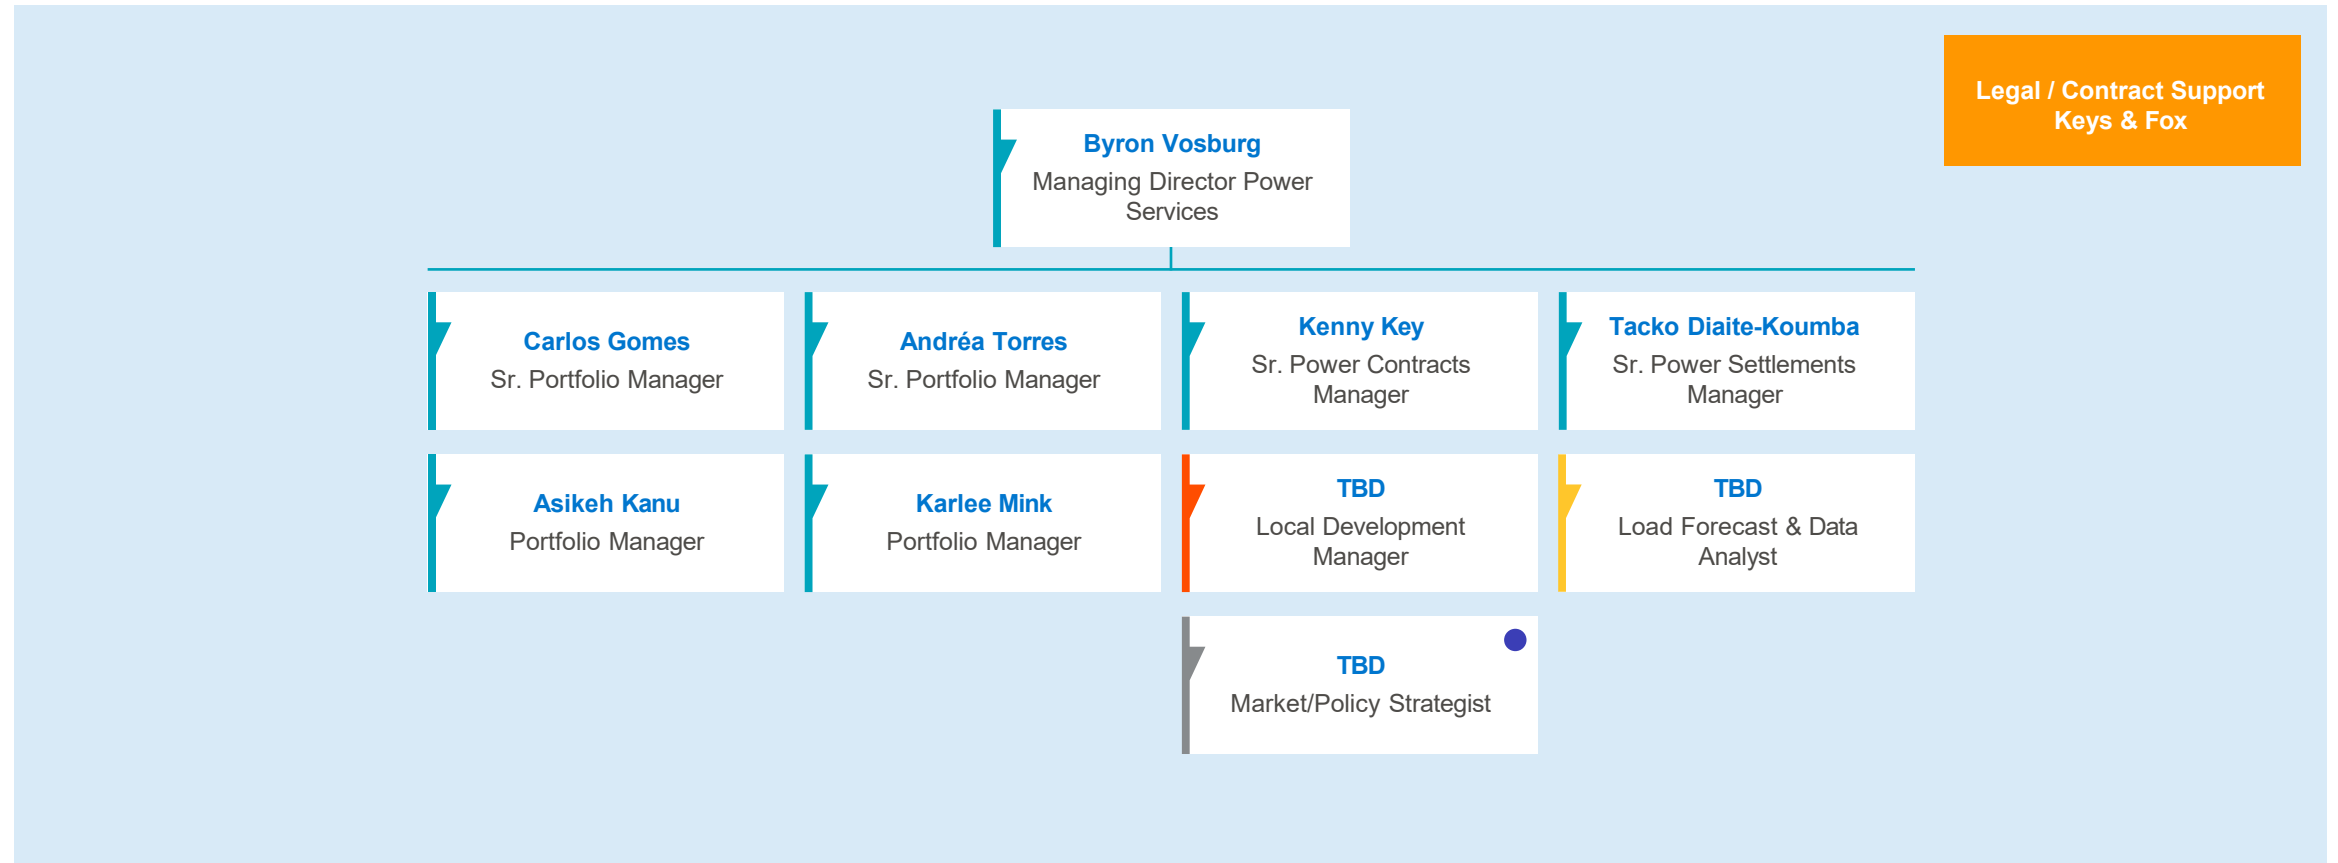 Legal / Contract Support
Keys & Fox
Byron Vosburg
Managing Director Power
Services
Carlos Gomes
Sr. Portfolio Manager
Andréa Torres
Sr. Portfolio Manager
Kenny Key
Sr. Power Contracts
Manager
Tacko Diaite-Koumba
Sr. Power Settlements
Manager
Asikeh Kanu
Portfolio Manager
Karlee Mink
Portfolio Manager
TBD
Local Development
Manager
TBD
Load Forecast & Data
Analyst
TBD
Market/Policy Strategist